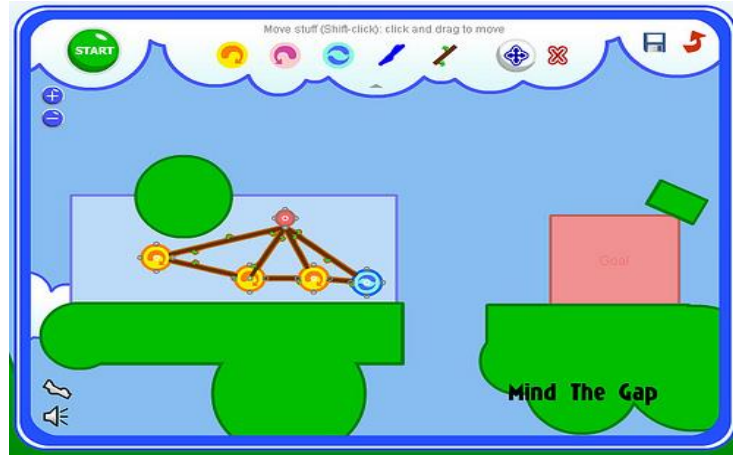 Move stuff (Shift-click): click and drag to move
START
Goal
Mind The Gap